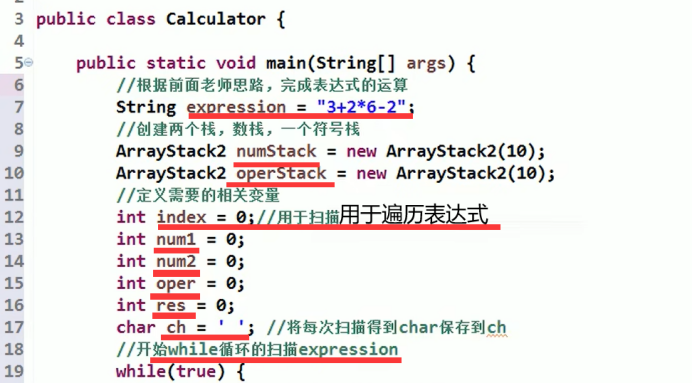 3 public class Calculator {
4
5 public static void main(String[] args) {
6 //根据前面老师思路，完成表达式的运算
7 String expression = "3+2*6-2";
8 //创建两个栈，数栈，一个符号栈
9 ArrayStack2 numStack = new ArrayStack2(10);
10 ArrayStack2 operStack = new ArrayStack2(10);
11 //定义需要的相关变量
12 int index = 0;//用于扫描用于遍历表达式
13 int num1 = 0;
14 int num2 = 0;
15 int oper = 0;
16 int res = 0;
17 char ch = ' '; //将每次扫描得到char保存到ch
18 //开始while循环的扫描expression
19 while(true) {